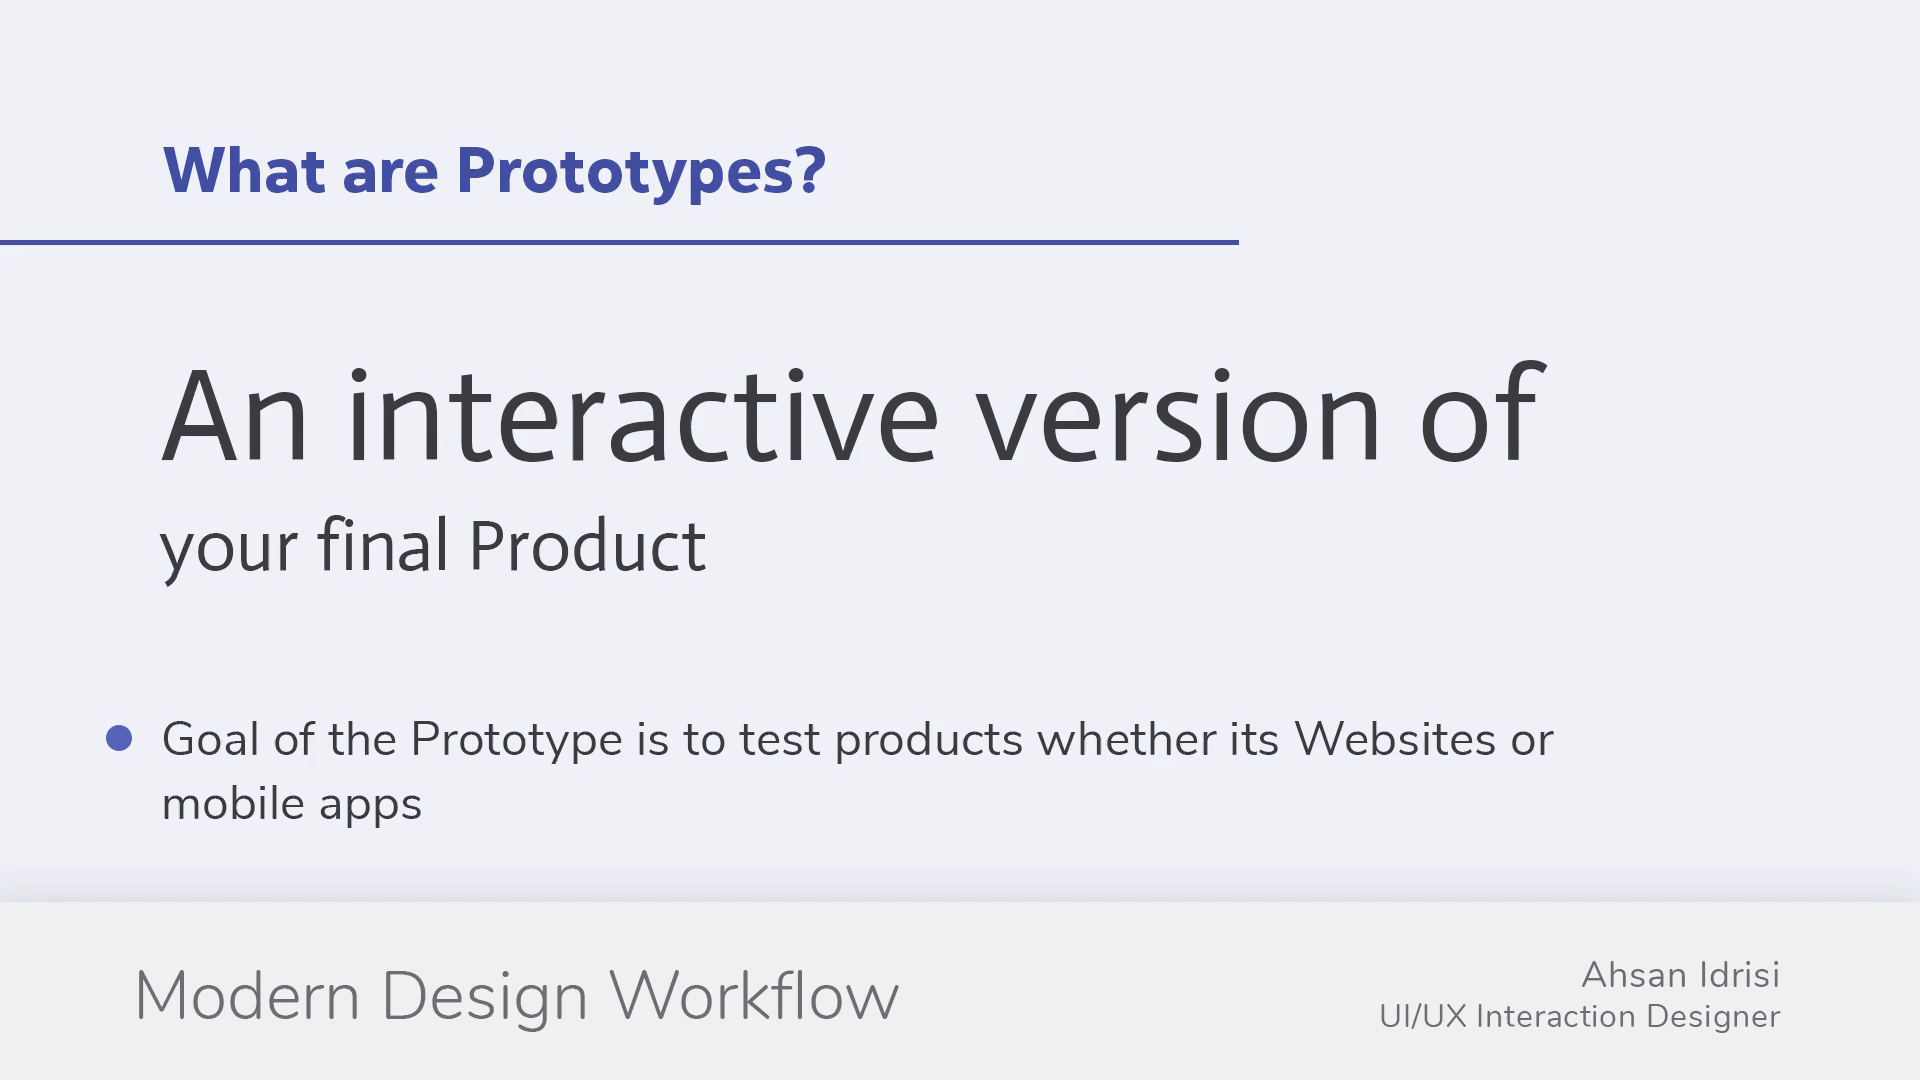 What are Prototypes?
An interactive version of
your final Product
Goal of the Prototype is to test products whether its Websites or
mobile apps
Modern Design Workflow
Ahsan Idrisi
UI/UX Interaction Designer